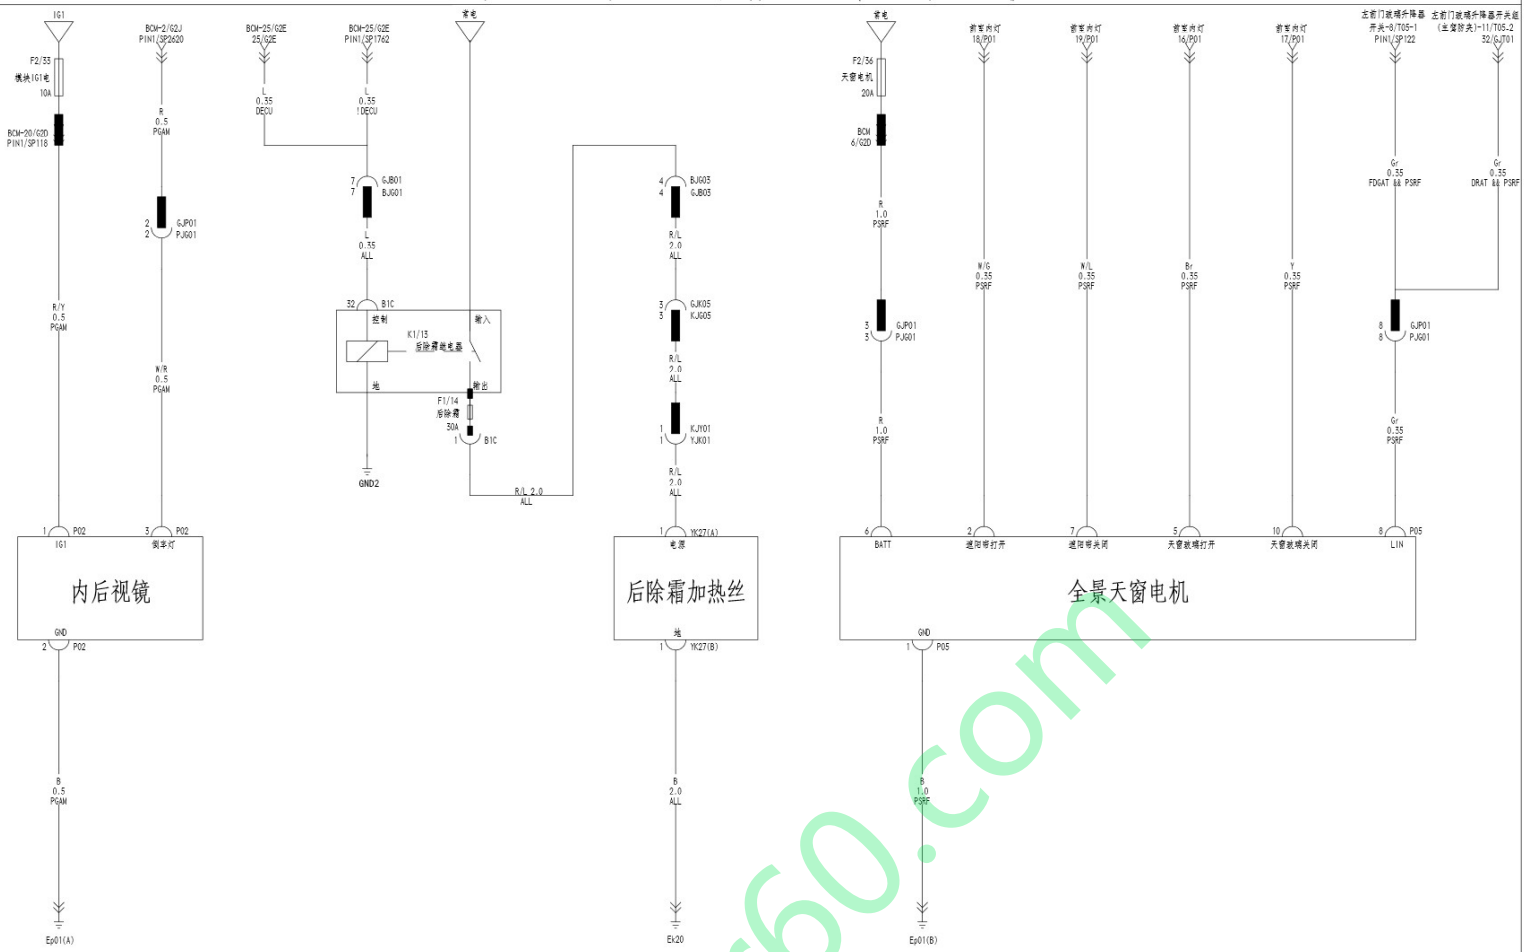 IG1
F2/33
模块IG1电
10A
BCM-20/G2D
PIN1/SP118
R/Y
0.5
PGAM
1
P02
IG1
BCM-2/G2J
PIN1/SP2620
R
0.5
PGAM
2
GJP01
2
PJG01
W/R
0.5
PGAM
3
P02
倒车灯
内后视镜
GND
2
P02
B
0.5
PGAM
Ep01(A)
BCM-25/G2E
25/G2E
L
0.35
DECU
BCM-25/G2E
PIN1/SP1762
L
0.35
!DECU
7
GJB01
7
BJG01
L
0.35
ALL
32
B1C
控制
输入
K1/13
后除霜继电器
地
输出
GND2
常电
F1/14
后除霜
30A
1
B1C
R/L 2.0
ALL
4
BJG03
4
GJB03
R/L
2.0
ALL
3
GJK05
3
KJG05
R/L
2.0
ALL
1
KJY01
1
YJK01
R/L
2.0
ALL
1
YK27(A)
电源
后除霜加热丝
地
1
YK27(B)
B
2.0
ALL
Ek20
常电
F2/36
天窗电机
20A
BCM
6/G2D
R
1.0
PSRF
3
GJP01
3
PJG01
R
1.0
PSRF
6
BATT
前室内灯
18/P01
W/G
0.35
PSRF
2
遮阳帘打开
前室内灯
19/P01
W/L
0.35
PSRF
7
遮阳帘关闭
前室内灯
16/P01
Br
0.35
PSRF
5
天窗玻璃打开
前室内灯
17/P01
Y
0.35
PSRF
10
天窗玻璃关闭
左前门玻璃升降器
开关-8/T05-1
PIN1/SP122
Gr
0.35
FDGAT && PSRF
左前门玻璃升降器开关组
(主驾防夹)-11/T05-2
32/GJT01
Gr
0.35
DRAT && PSRF
8
GJP01
8
PJG01
Gr
0.35
PSRF
8
P05
LIN
全景天窗电机
GND
1
P05
B
1.0
PSRF
Ep01(B)
r60.com